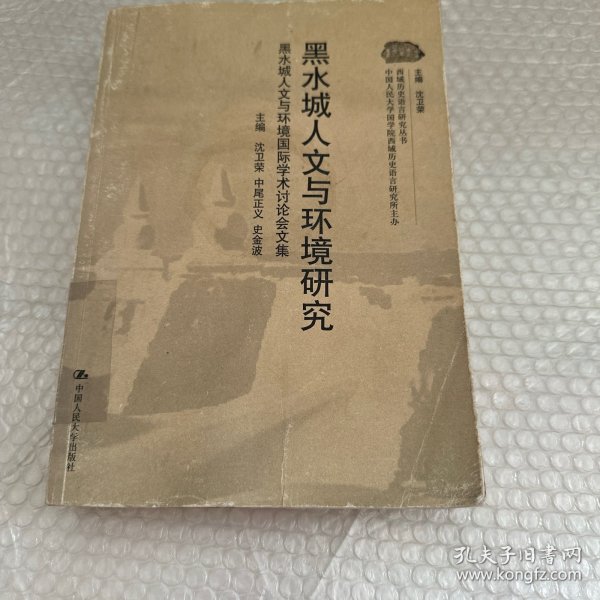 主编 沈卫荣
西域历史语言研究丛书
中国人民大学国学院西域历史语言研究所主办
黑水城人文与环境研究
黑水城人文与环境国际学术讨论会文集
主编 沈卫荣 中尾正义 史金波
中国人民大学出版社
孔夫子旧书网
www.kongfz.com